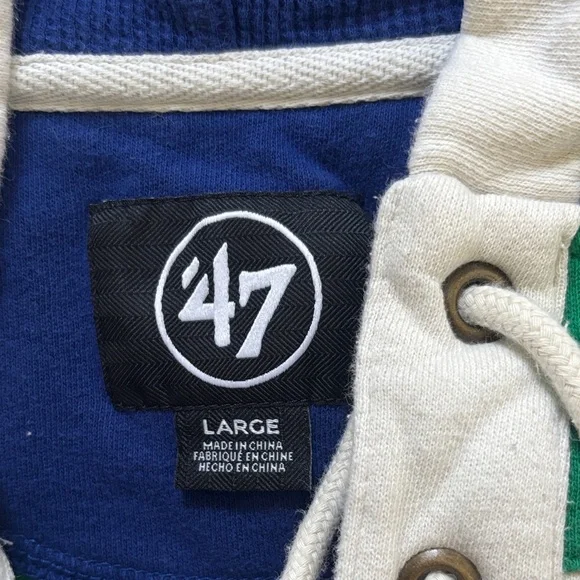 '47
LARGE
MADE IN CHINA
FABRIQUÉ EN CHINE
HECHO EN CHINA